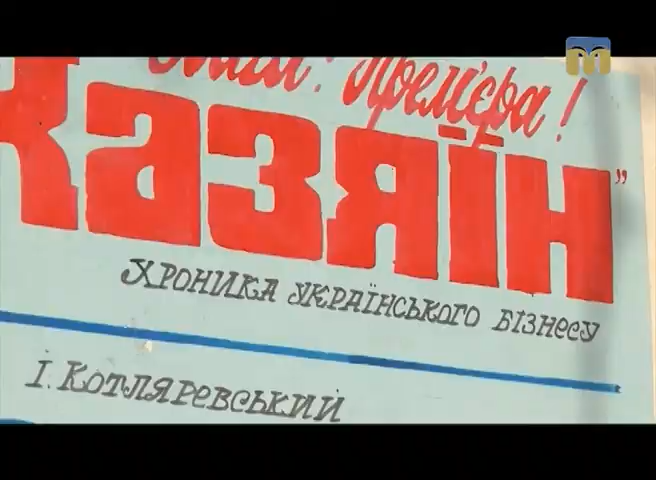 Прем'єра!
Хазяїн"
Хроника українського бізнесу
І. Котляревський